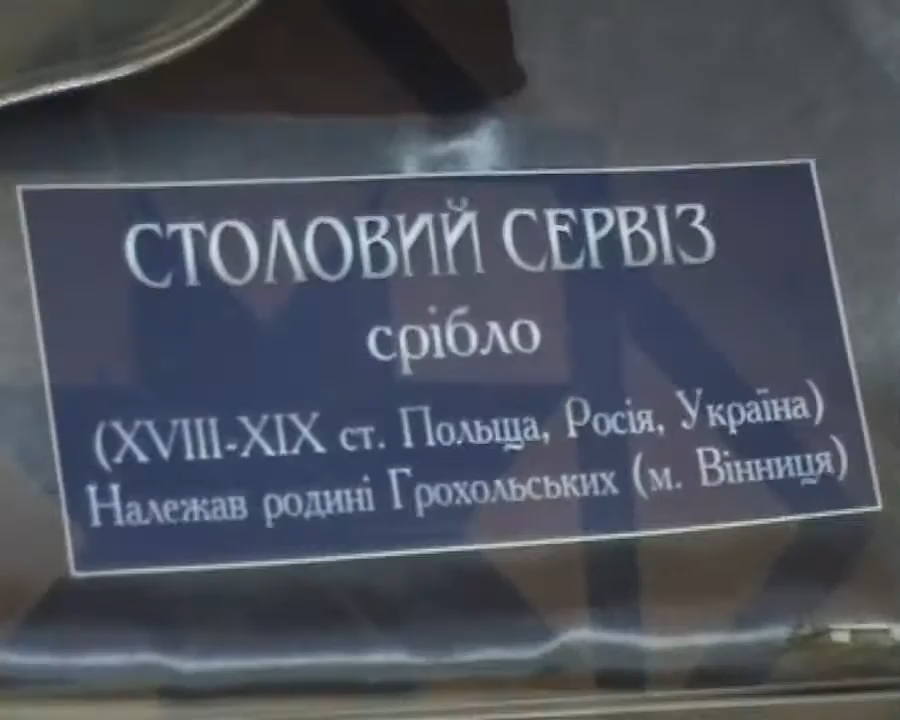 СТОЛОВИЙ СЕРВІЗ
срібло
(XVIII-XIX ст. Польща, Росія, Україна)
Належав родині Грохольських (м. Вінниця)